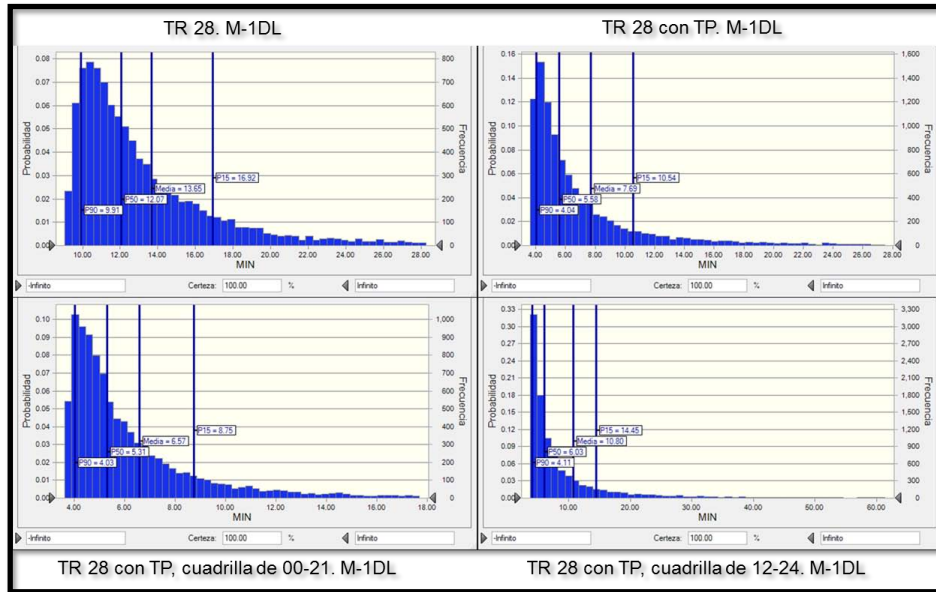 TR 28. M-1DL
TR 28 con TP. M-1DL
0.08
0.07
0.06
0.05
0.04
0.03
0.02
0.01
0.00
Probabilidad
800
700
600
500
400
300
200
100
0
Frecuencia
P90 = 9.91
P50 = 12.07
Media = 13.65
P15 = 16.92
10.00 12.00 14.00 16.00 18.00 20.00 22.00 24.00 26.00 28.00
MIN
-Infinito Certeza: 100.00 % Infinito
0.16
0.14
0.12
0.10
0.08
0.06
0.04
0.02
0.00
Probabilidad
1,600
1,400
1,200
1,000
800
600
400
200
0
Frecuencia
P90 = 4.04
P50 = 5.58
Media = 7.69
P15 = 10.54
4.00 6.00 8.00 10.00 12.00 14.00 16.00 18.00 20.00 22.00 24.00 26.00 28.00
MIN
-Infinito Certeza: 100.00 % Infinito
0.10
0.09
0.08
0.07
0.06
0.05
0.04
0.03
0.02
0.01
0.00
Probabilidad
1,000
900
800
700
600
500
400
300
200
100
0
Frecuencia
P90 = 4.03
P50 = 5.31
Media = 6.57
P15 = 8.75
4.00 6.00 8.00 10.00 12.00 14.00 16.00 18.00
MIN
-Infinito Certeza: 100.00 % Infinito
0.33
0.30
0.27
0.24
0.21
0.18
0.15
0.12
0.09
0.06
0.03
0.00
Probabilidad
3,300
3,000
2,700
2,400
2,100
1,800
1,500
1,200
900
600
300
0
Frecuencia
P90 = 4.11
P50 = 6.03
Media = 10.80
P15 = 14.45
10.00 20.00 30.00 40.00 50.00 60.00
MIN
-Infinito Certeza: 100.00 % Infinito
TR 28 con TP, cuadrilla de 00-21. M-1DL
TR 28 con TP, cuadrilla de 12-24. M-1DL